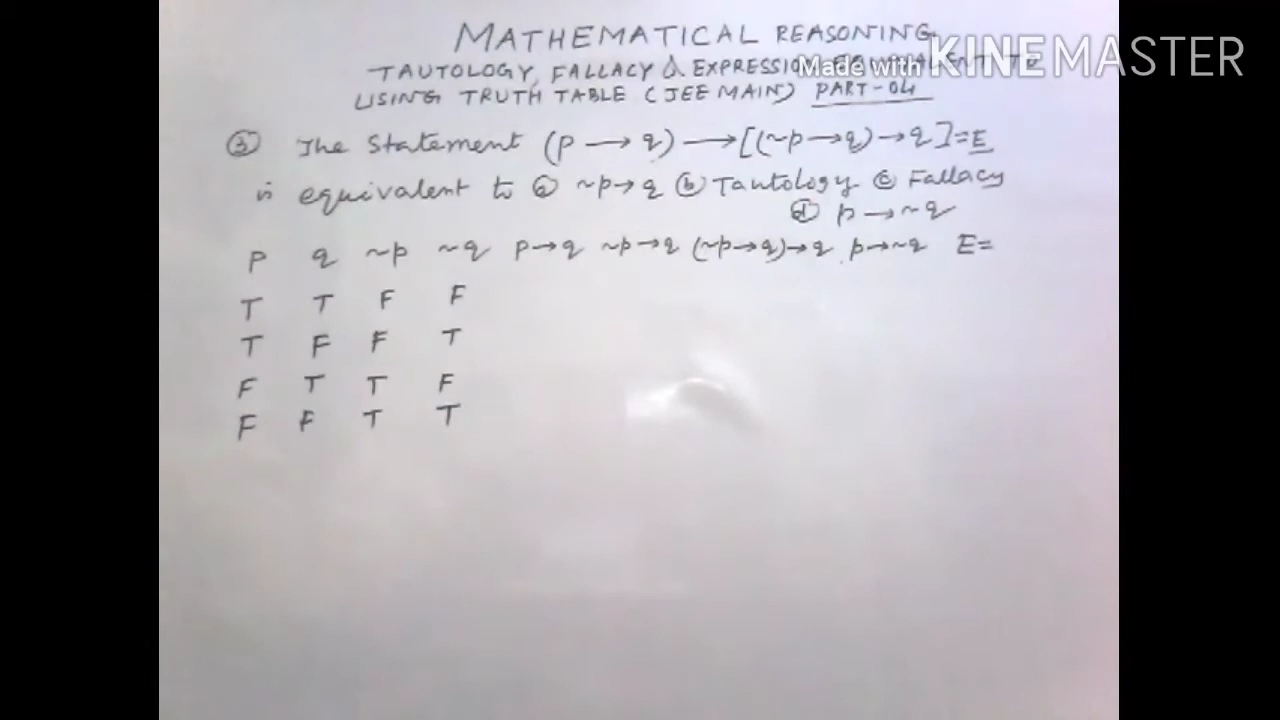 MATHEMATICAL REASONING
TAUTOLOGY, FALLACY & EXPRESSION
Made with KINEMASTER
USING TRUTH TABLE (JEE MAIN) PART-04
③ The Statement (p → q) → [(~p → q) → q] = E
is equivalent to ⓐ ~p → q ⓑ Tautology ⓒ Fallacy
ⓓ p → ~q
P q ~p ~q p → q ~p → q (~p → q) → q p → ~q E =
T T F F
T F F T
F T T F
F F T T